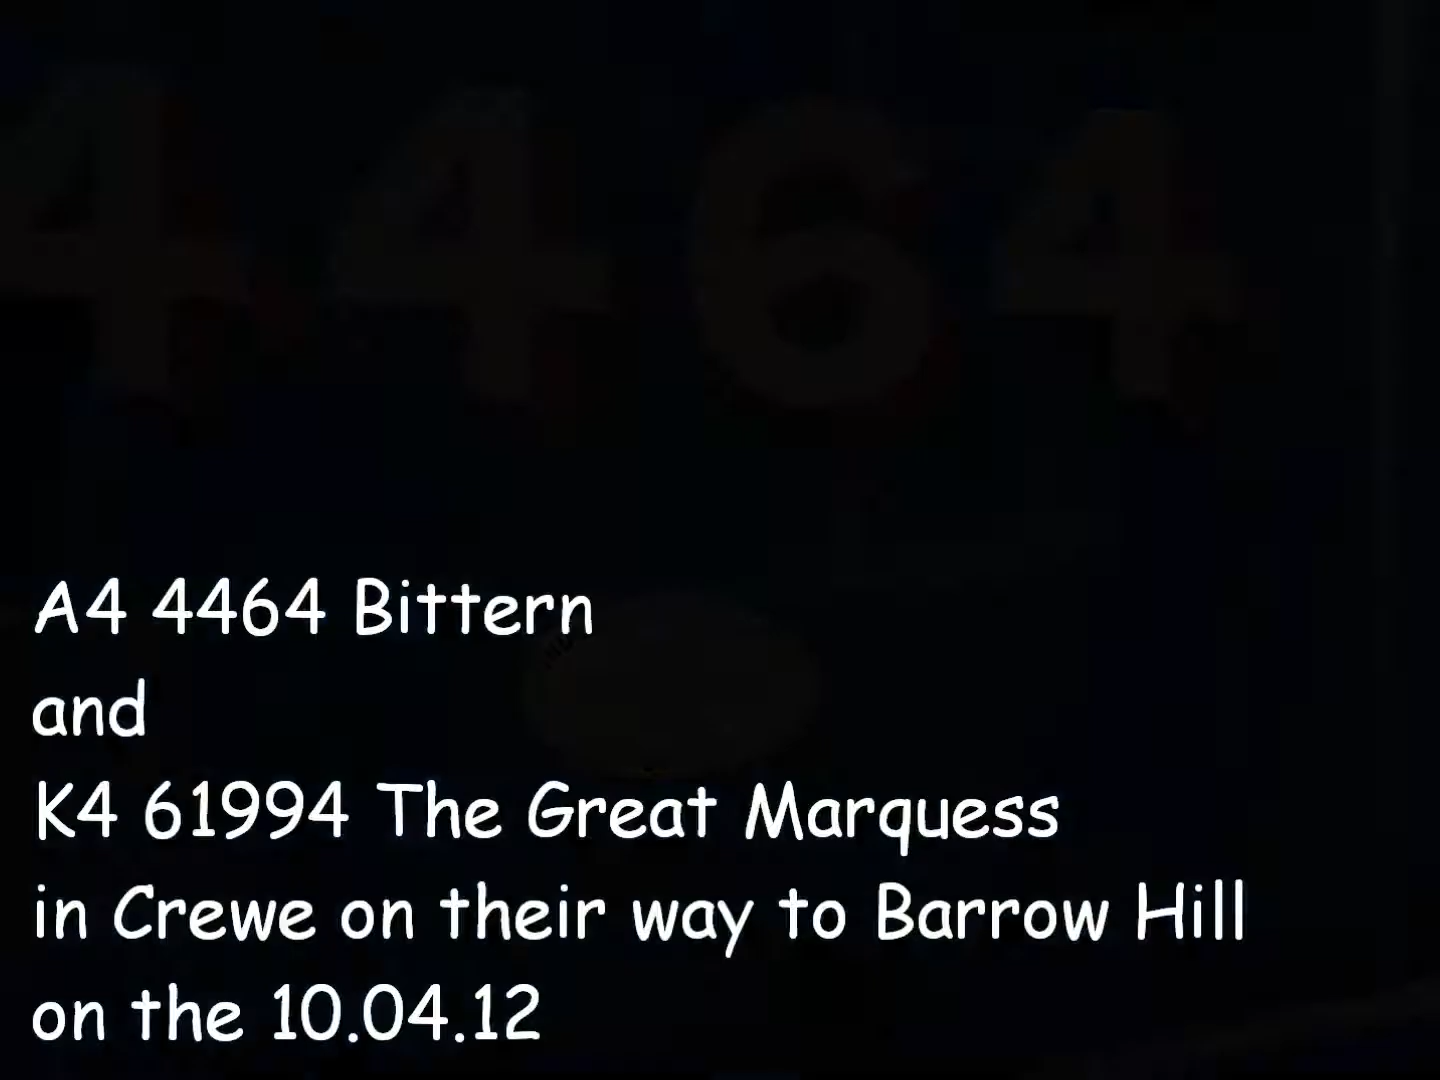 4464
A4 4464 Bittern
and
K4 61994 The Great Marquess
in Crewe on their way to Barrow Hill
on the 10.04.12